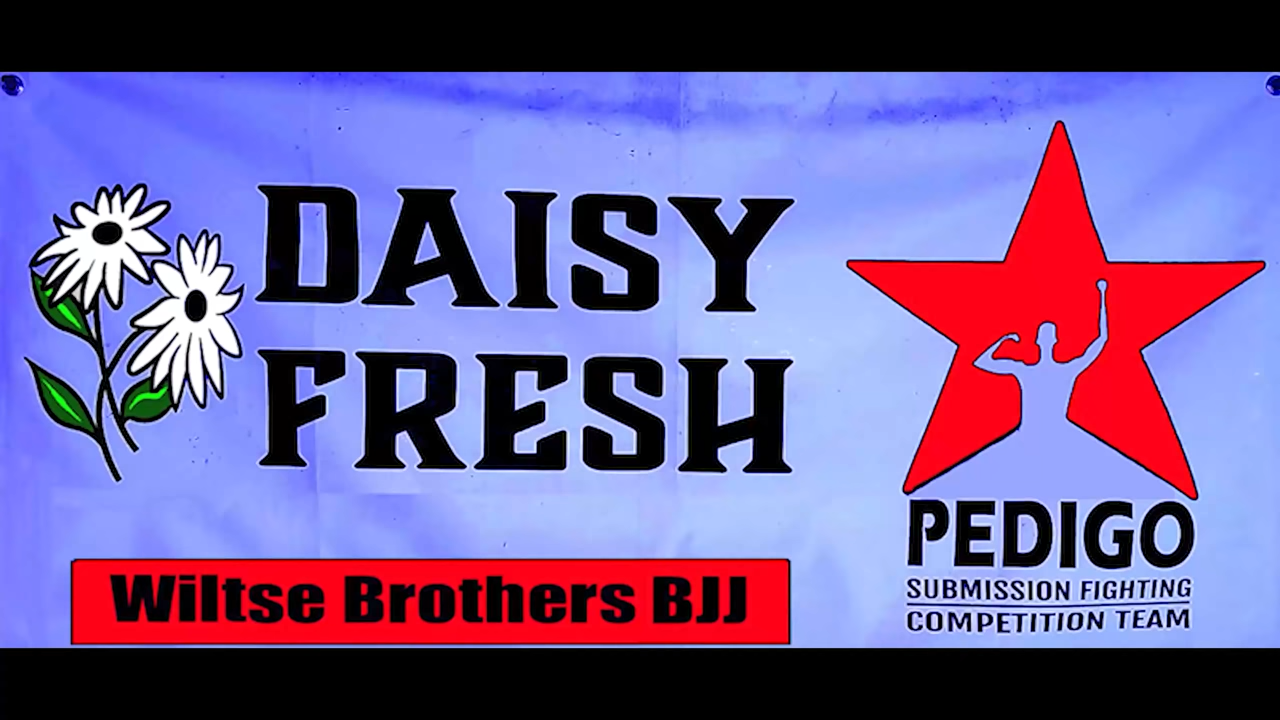 DAISY
FRESH
Wiltse Brothers BJJ
PEDIGO
SUBMISSION FIGHTING
COMPETITION TEAM